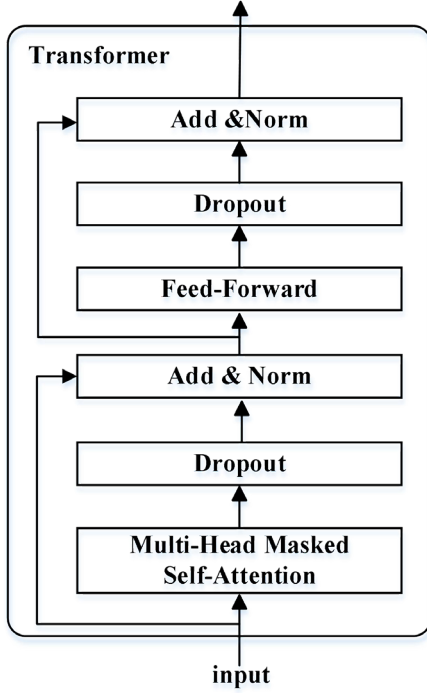 Transformer
Add &Norm
Dropout
Feed-Forward
Add & Norm
Dropout
Multi-Head Masked
Self-Attention
input